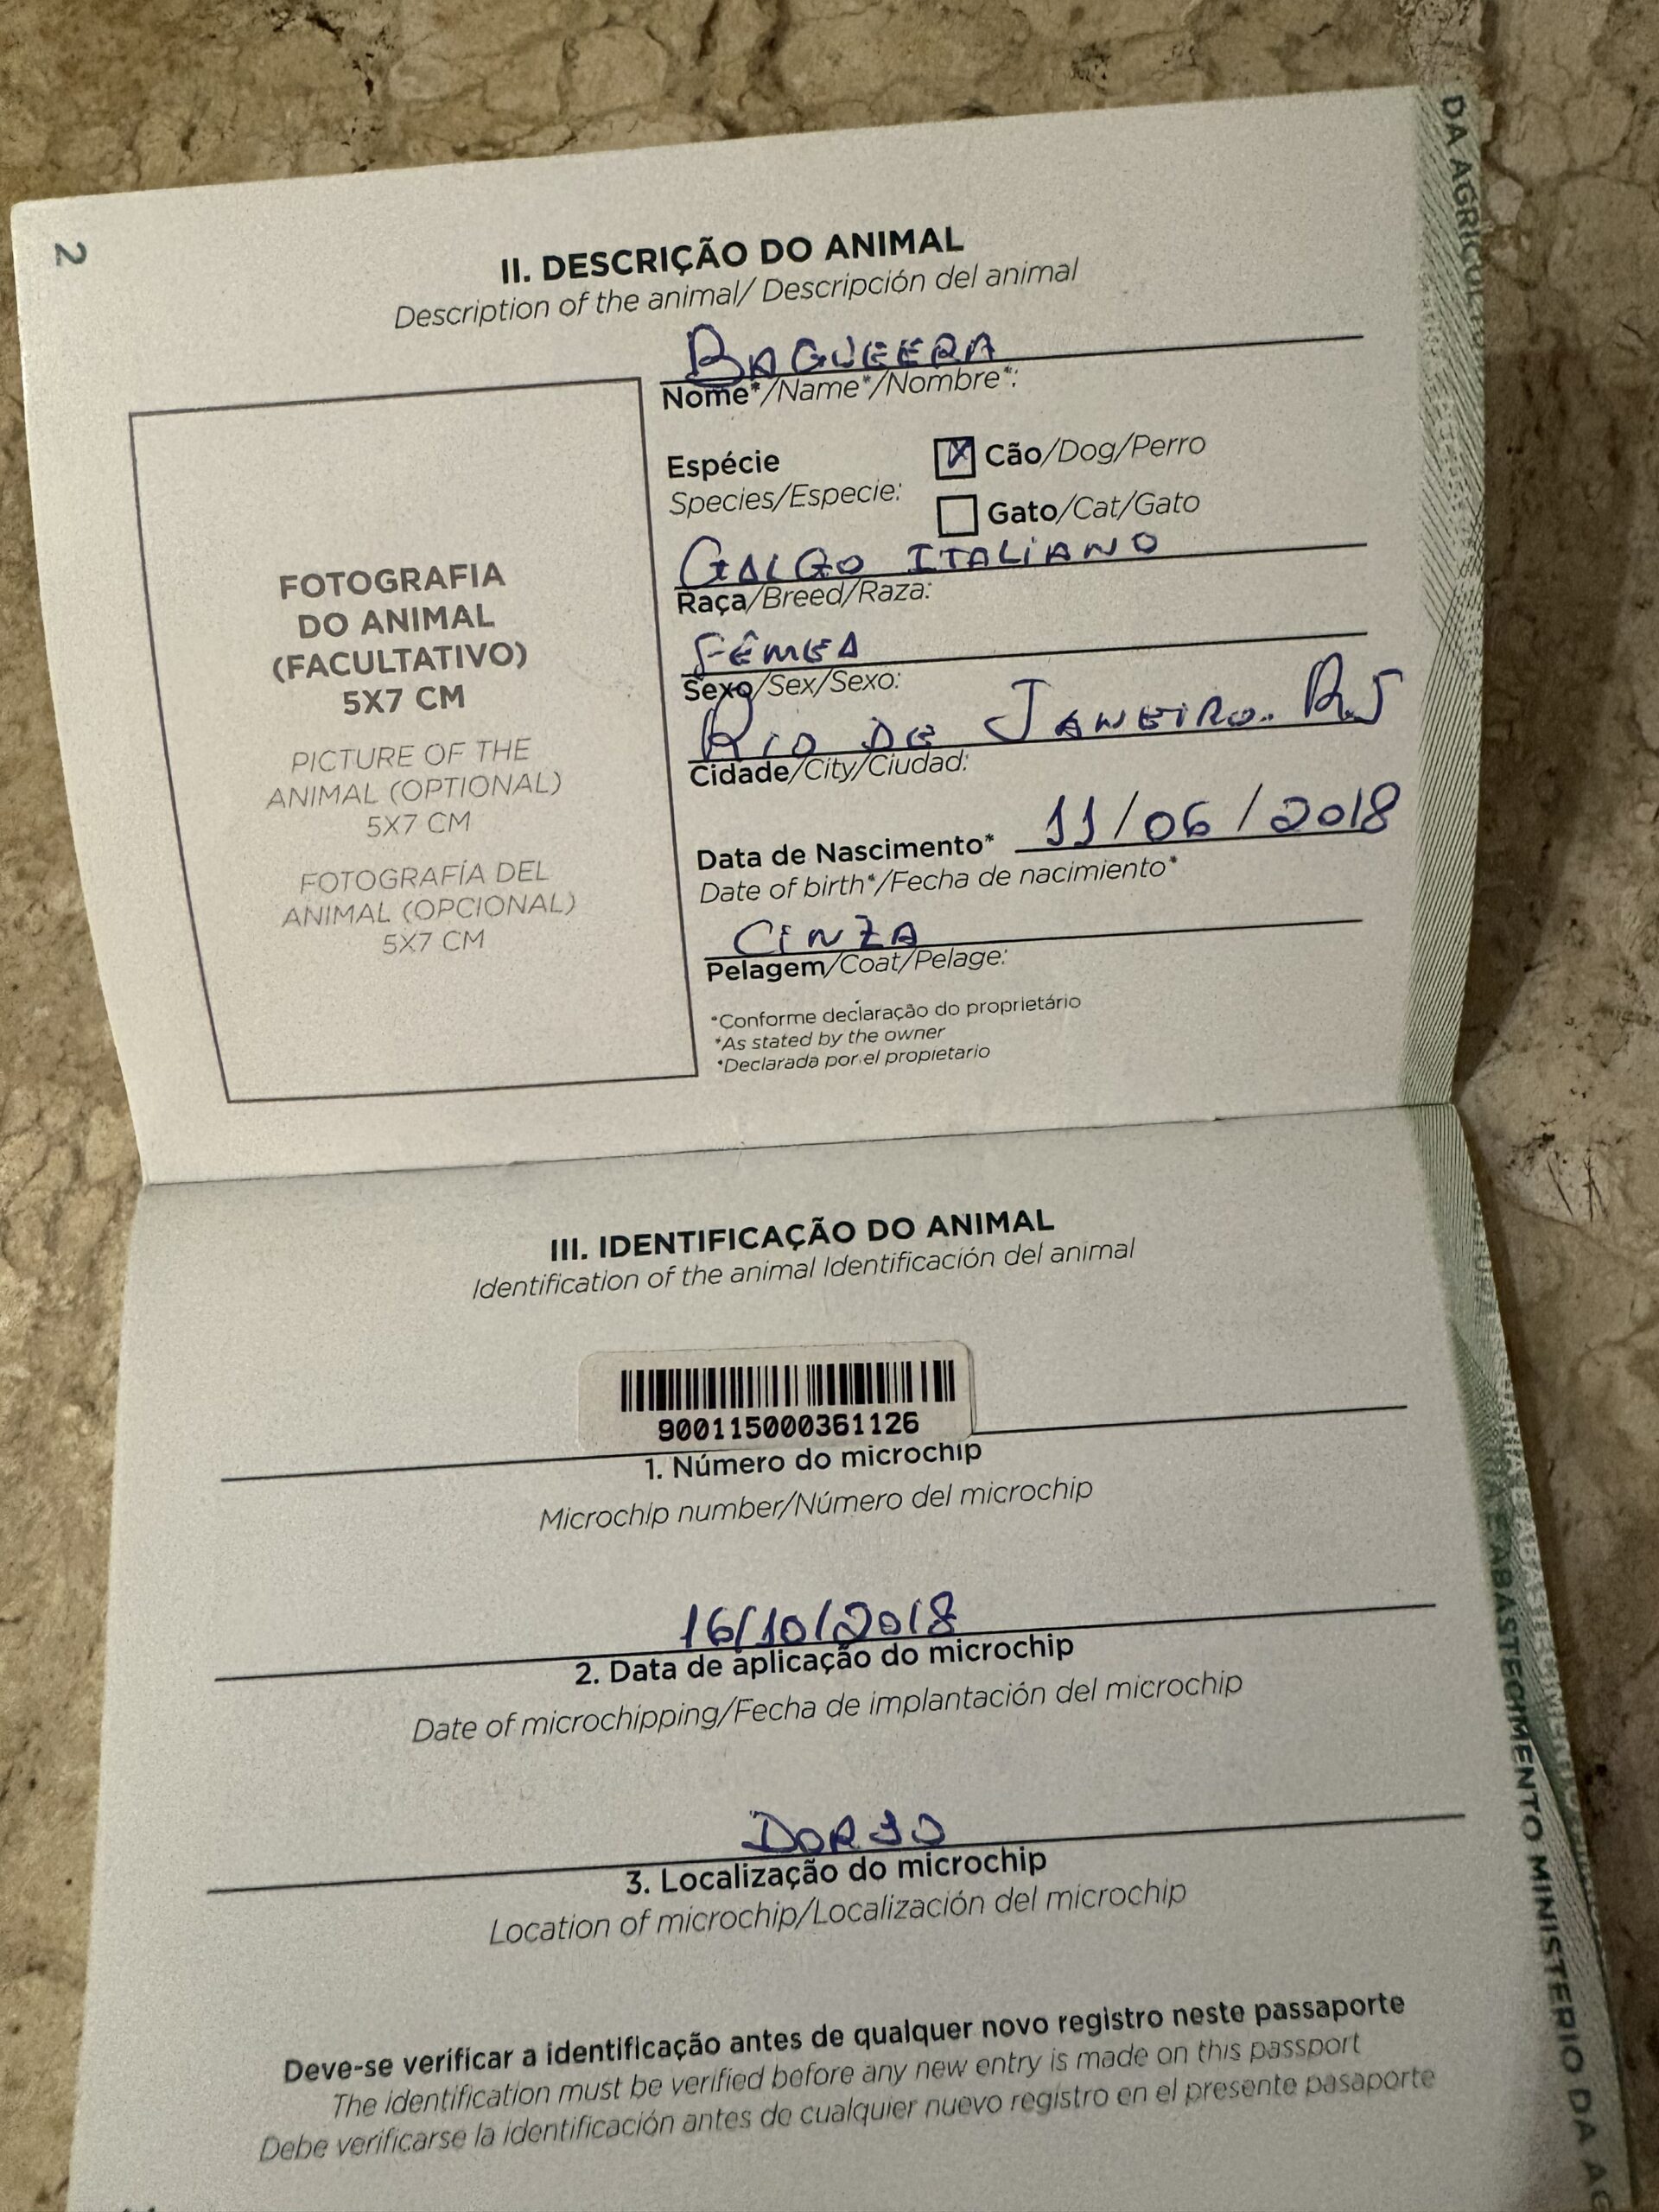 2
II. DESCRIÇÃO DO ANIMAL
Description of the animal/ Descripción del animal
BAGUEERA
Nome*/Name*/Nombre*:
Espécie
Species/Especie:
X Cão/Dog/Perro
Gato/Cat/Gato
GALGO ITALIANO
Raça/Breed/Raza:
FÊMEA
Sexo/Sex/Sexo:
RIO DE JANEIRO. RJ
Cidade/City/Ciudad:
Data de Nascimento* 11/06/2018
Date of birth*/Fecha de nacimiento*
CINZA
Pelagem/Coat/Pelage:
*Conforme declaração do proprietário
*As stated by the owner
*Declarada por el propietario
FOTOGRAFIA
DO ANIMAL
(FACULTATIVO)
5X7 CM
PICTURE OF THE
ANIMAL (OPTIONAL)
5X7 CM
FOTOGRAFÍA DEL
ANIMAL (OPCIONAL)
5X7 CM
III. IDENTIFICAÇÃO DO ANIMAL
Identification of the animal Identificación del animal
900115000361126
1. Número do microchip
Microchip number/Número del microchip
16/10/2018
2. Data de aplicação do microchip
Date of microchipping/Fecha de implantación del microchip
DORSO
3. Localização do microchip
Location of microchip/Localización del microchip
Deve-se verificar a identificação antes de qualquer novo registro neste passaporte
The identification must be verified before any new entry is made on this passport
Debe verificarse la identificación antes de cualquier nuevo registro en el presente pasaporte
DA AGRICUL
ABASTECIMENTO MINISTERIO DA AG